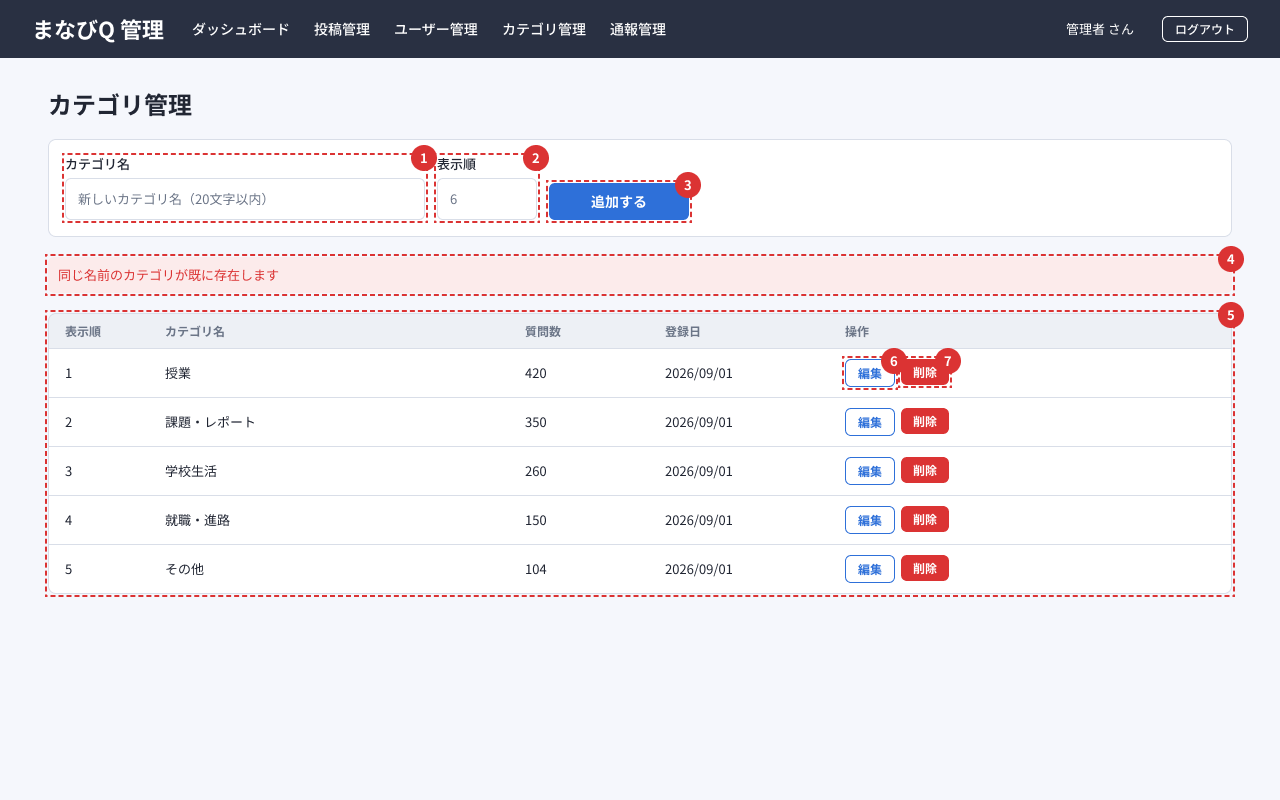 まなびQ 管理 ダッシュボード 投稿管理 ユーザー管理 カテゴリ管理 通報管理 管理者 さん ログアウト
カテゴリ管理
カテゴリ名 1 表示順 2
新しいカテゴリ名（20文字以内） 6 追加する 3
同じ名前のカテゴリが既に存在します 4
表示順 カテゴリ名 質問数 登録日 操作 5
1 授業 420 2026/09/01 編集 6 削除 7
2 課題・レポート 350 2026/09/01 編集 削除
3 学校生活 260 2026/09/01 編集 削除
4 就職・進路 150 2026/09/01 編集 削除
5 その他 104 2026/09/01 編集 削除